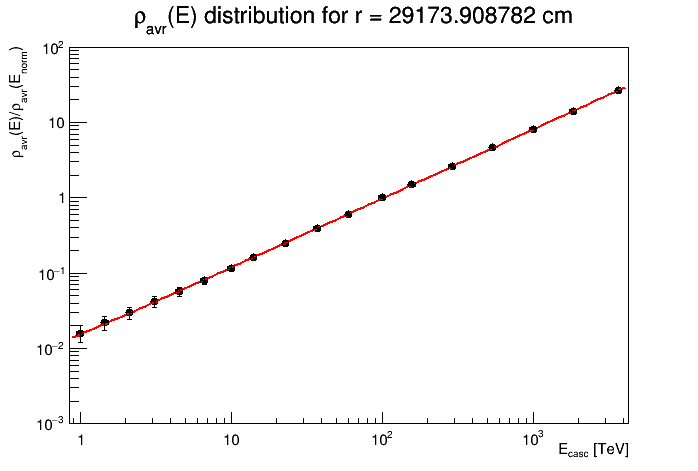 ρavr(E) distribution for r = 29173.908782 cm
ρavr(E)/ρavr(Enorm)
10²
10
1
10⁻¹
10⁻²
10⁻³
1 10 10² 10³
Ecasc [TeV]